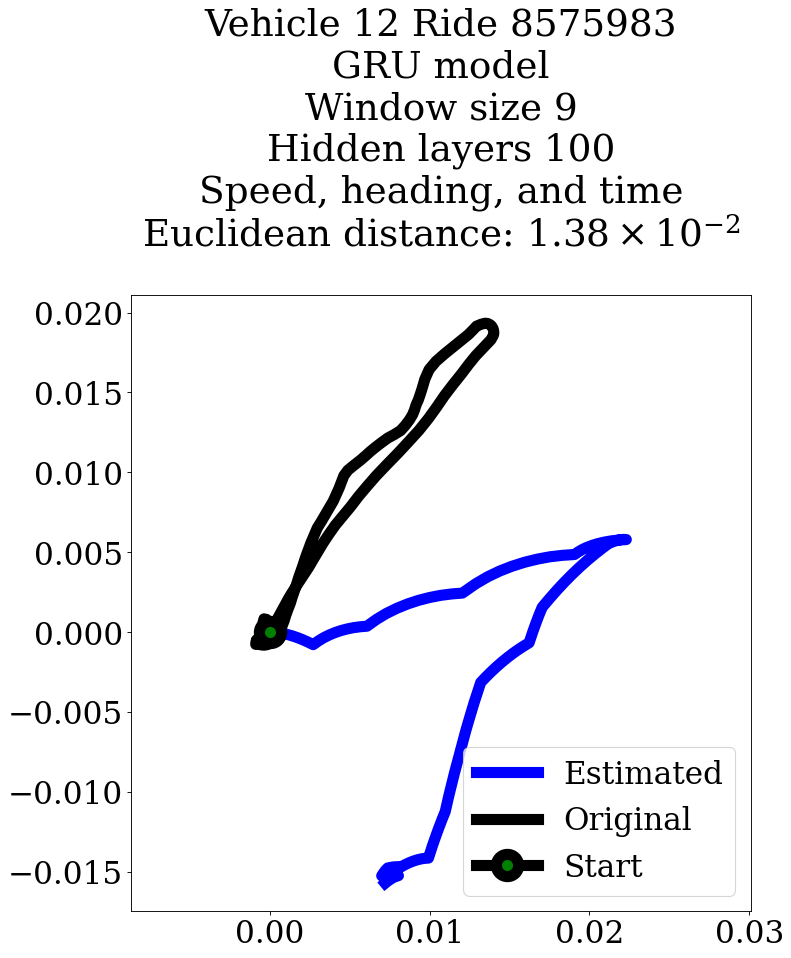 Vehicle 12 Ride 8575983
GRU model
Window size 9
Hidden layers 100
Speed, heading, and time
Euclidean distance: 1.38 × 10⁻²
0.020
0.015
0.010
0.005
0.000
−0.005
−0.010
−0.015
Estimated
Original
Start
0.00 0.01 0.02 0.03